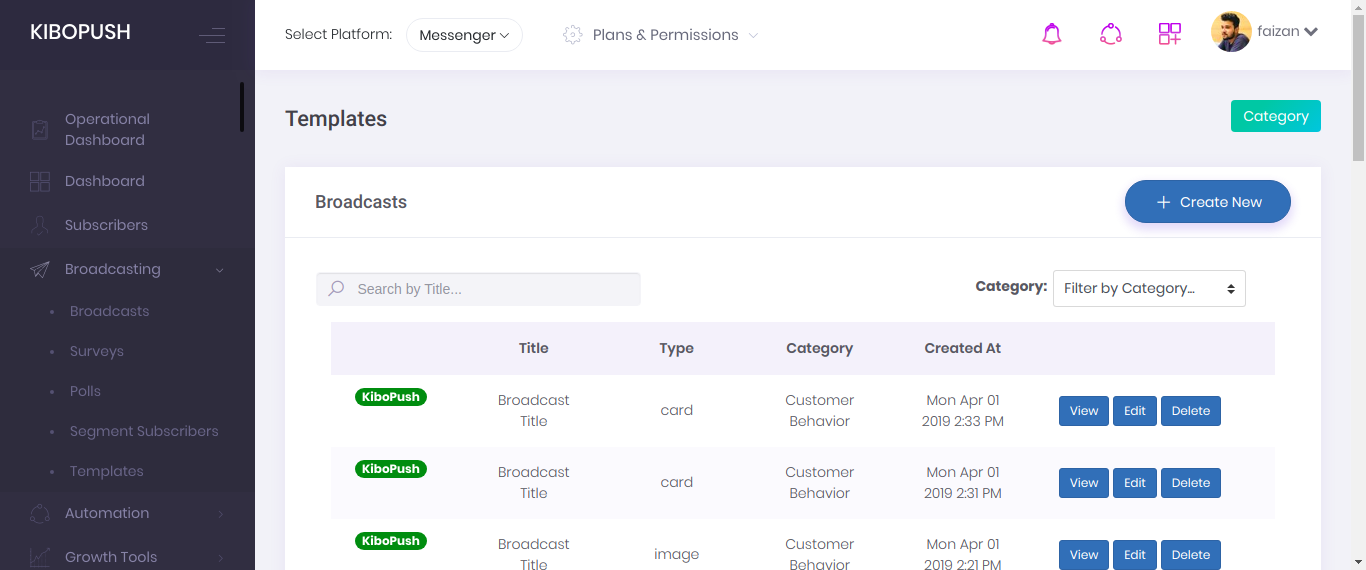 KIBOPUSH
Select Platform: Messenger Plans & Permissions faizan
Operational
Dashboard
Dashboard
Subscribers
Broadcasting
Broadcasts
Surveys
Polls
Segment Subscribers
Templates
Automation
Growth Tools
Templates Category
Broadcasts + Create New
Search by Title... Category: Filter by Category...
Title Type Category Created At
KiboPush Broadcast card Customer Mon Apr 01 View Edit Delete
Title Behavior 2019 2:33 PM
KiboPush Broadcast card Customer Mon Apr 01 View Edit Delete
Title Behavior 2019 2:31 PM
KiboPush Broadcast image Customer Mon Apr 01 View Edit Delete
Title Behavior 2019 2:21 PM